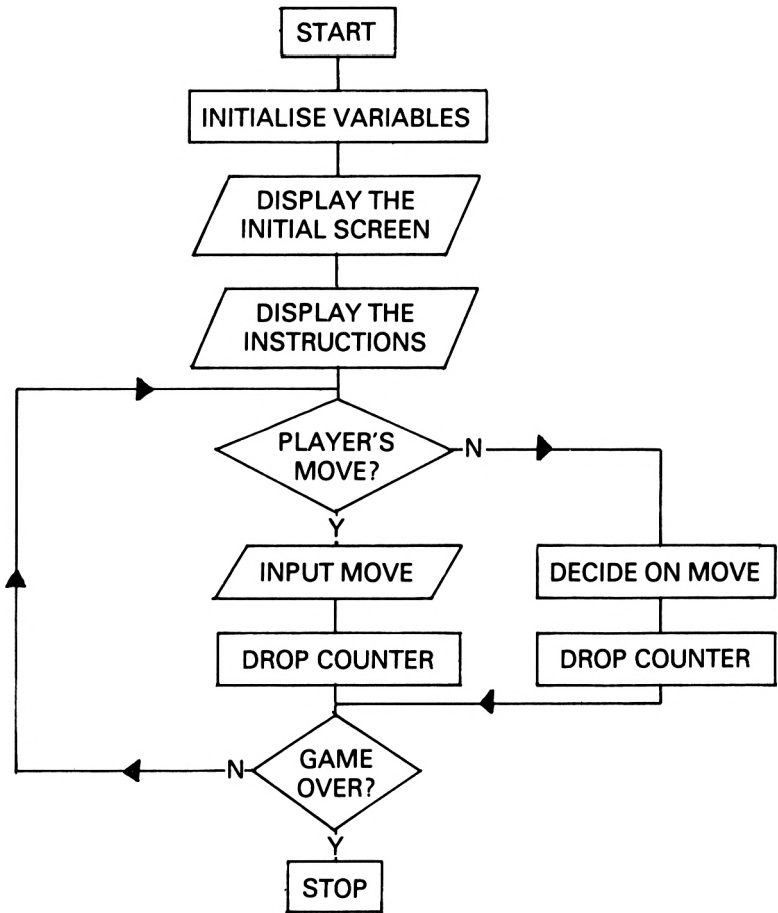 START
INITIALISE VARIABLES
DISPLAY THE
INITIAL SCREEN
DISPLAY THE
INSTRUCTIONS
PLAYER'S
MOVE?
N
Y
INPUT MOVE
DECIDE ON MOVE
DROP COUNTER
DROP COUNTER
GAME
OVER?
N
Y
STOP